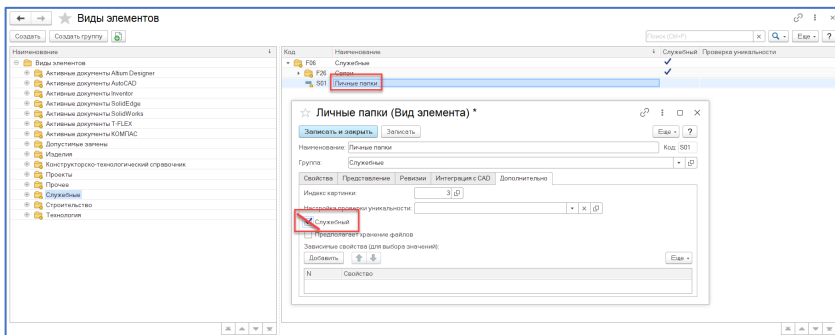 Виды элементов
Создать Создать группу Поиск (Ctrl+F) Еще ?
Наименование Код Наименование Служебный Проверка уникальности
Виды элементов
Активные документы Altium Designer
Активные документы AutoCAD
Активные документы Inventor
Активные документы SolidEdge
Активные документы SolidWorks
Активные документы T-FLEX
Активные документы КОМПАС
Допустимые замены
Изделия
Конструкторско-технологический справочник
Проекты
Прочее
Служебные
Строительство
Технология
F06 Служебные
F26 Связи
S01 Личные папки
Личные папки (Вид элемента) *
Записать и закрыть Записать Еще ?
Наименование: Личные папки Код: S01
Группа: Служебные
Свойства Представление Ревизии Интеграция с CAD Дополнительно
Индекс картинки: 3
Настройка проверки уникальности:
Служебный
Предполагает хранение файлов
Зависимые свойства (для выбора значений):
Добавить Еще
N Свойство